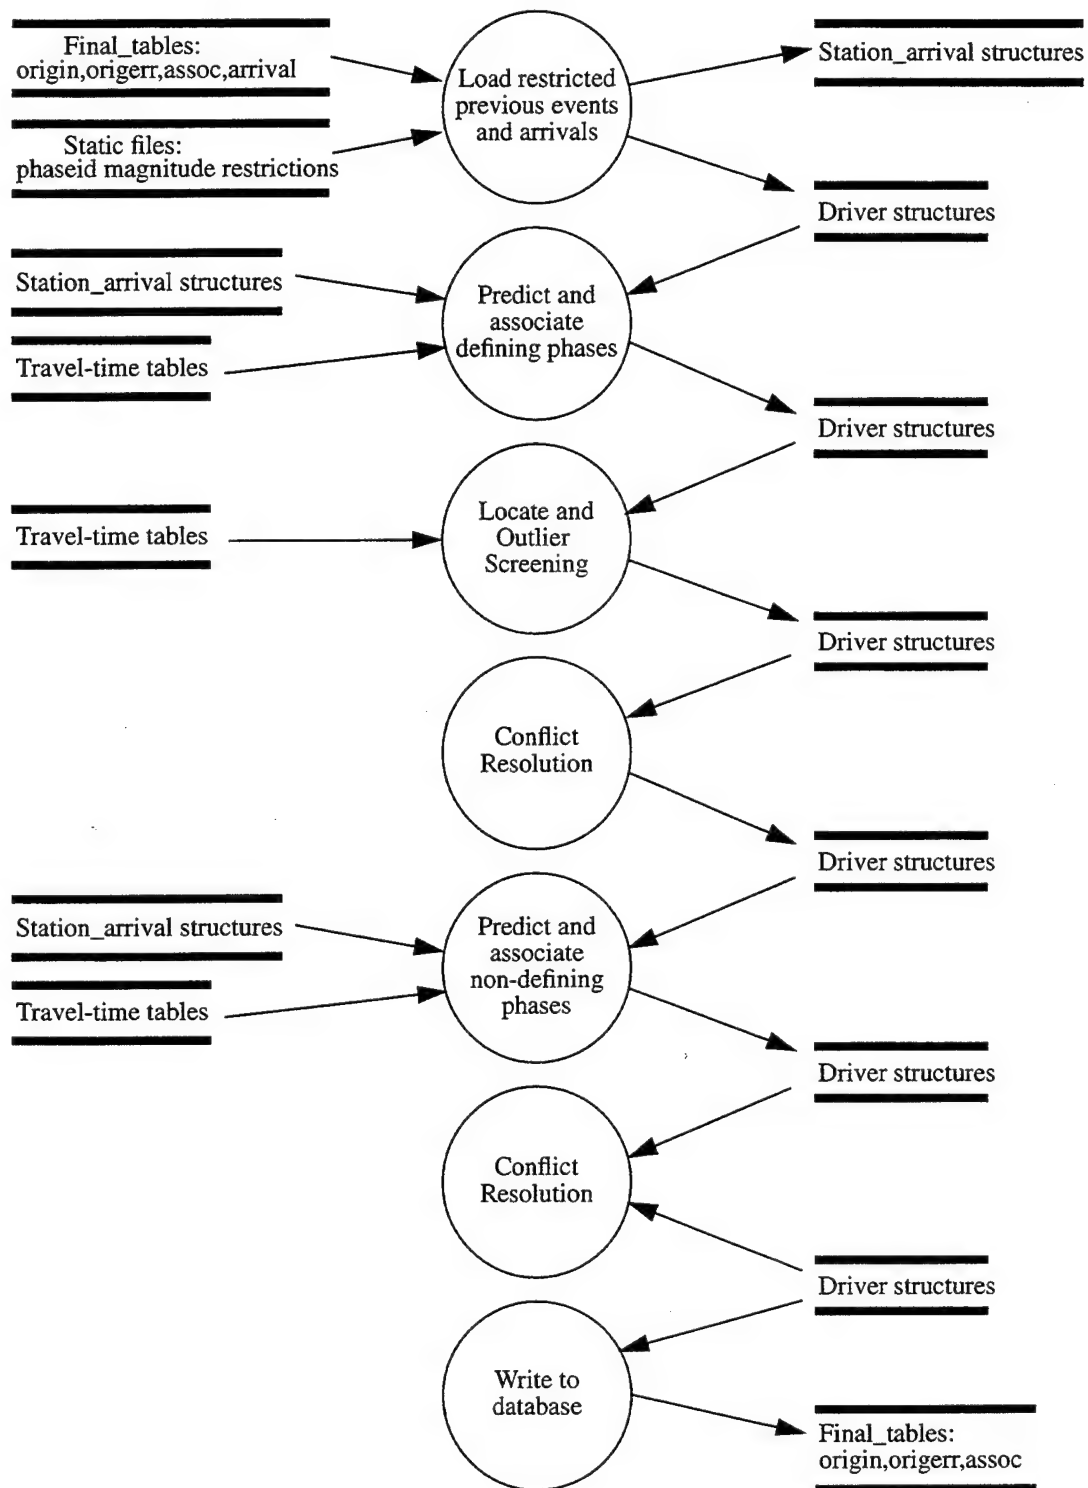 Final_tables:
origin,origerr,assoc,arrival
Load restricted
previous events
and arrivals
Station_arrival structures
Static files:
phaseid magnitude restrictions
Driver structures
Station_arrival structures
Predict and
associate
defining phases
Travel-time tables
Driver structures
Travel-time tables
Locate and
Outlier
Screening
Driver structures
Conflict
Resolution
Driver structures
Station_arrival structures
Predict and
associate
non-defining
phases
Travel-time tables
Driver structures
Conflict
Resolution
Driver structures
Write to
database
Final_tables:
origin,origerr,assoc